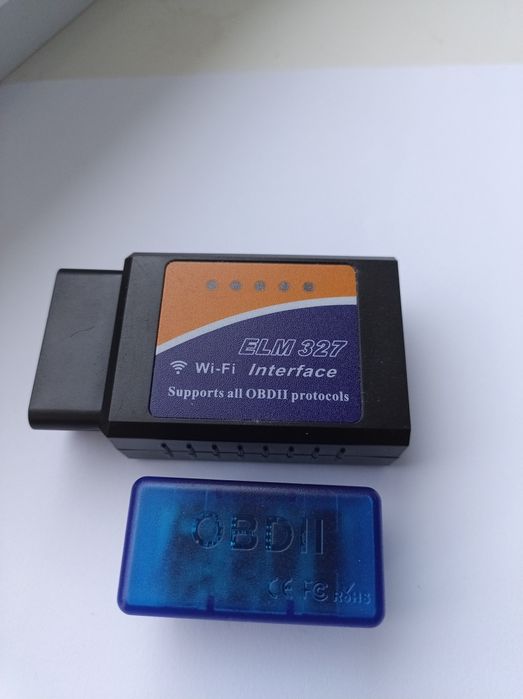 ELM 327
Wi-Fi Interface
Supports all OBDII protocols
OBDII
CE FC RoHS